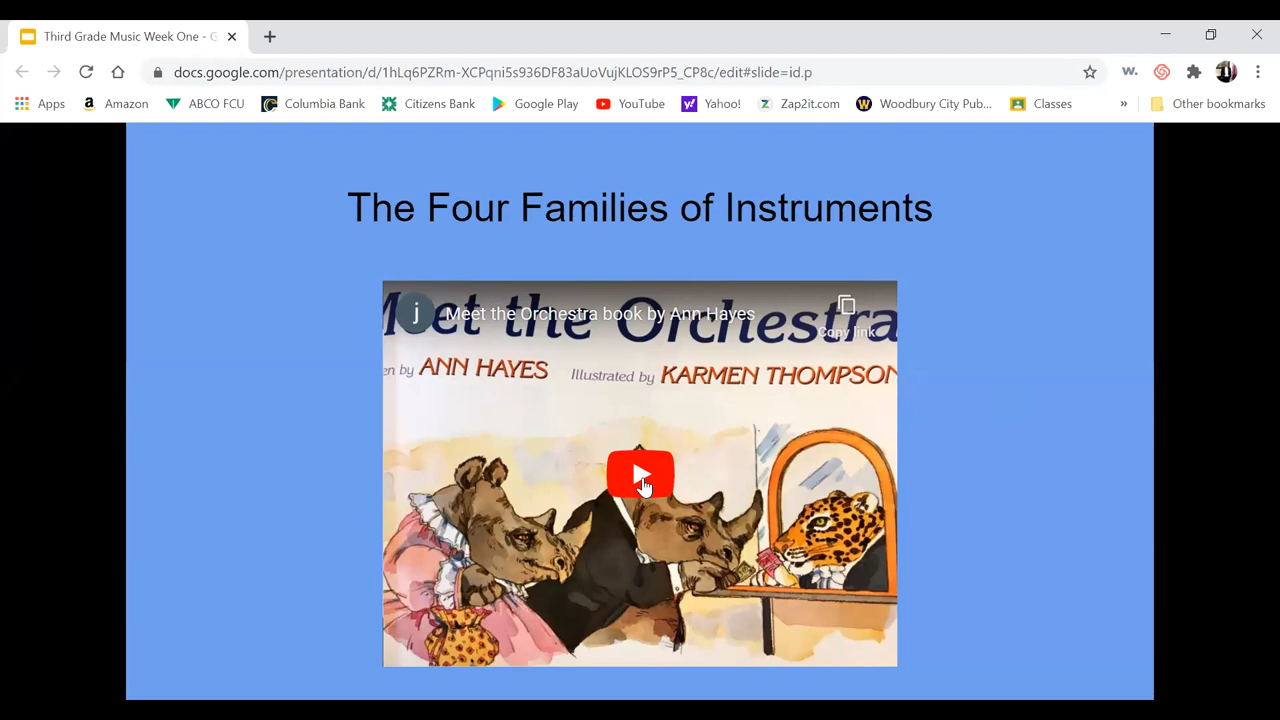 Third Grade Music Week One - G
docs.google.com/presentation/d/1hLq6PZRm-XCPqni5s936DF83aUoVujKLOS9rP5_CP8c/edit#slide=id.p
W.
Apps Amazon ABCO FCU Columbia Bank Citizens Bank Google Play YouTube Yahoo! Zap2it.com Woodbury City Pub... Classes » Other bookmarks
The Four Families of Instruments
j Meet the Orchestra book by Ann Hayes
Copy link
Meet the Orchestra
en by ANN HAYES Illustrated by KARMEN THOMPSON